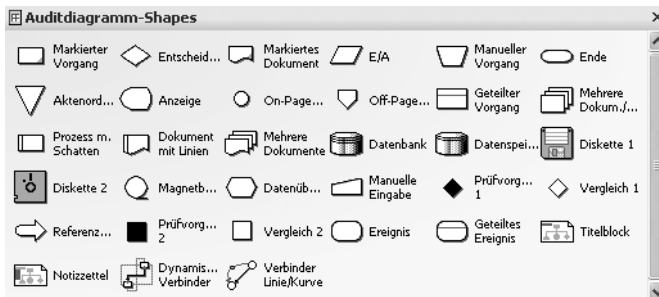 Auditdiagramm-Shapes
Markierter Vorgang
Entscheid...
Markiertes Dokument
E/A
Manueller Vorgang
Ende
Aktenord...
Anzeige
On-Page...
Off-Page...
Geteilter Vorgang
Mehrere Dokum./...
Prozess m. Schatten
Dokument mit Linien
Mehrere Dokumente
Datenbank
Datenspei...
Diskette 1
Diskette 2
Magnetb...
Datenüb...
Manuelle Eingabe
Prüfvorg... 1
Vergleich 1
Referenz...
Prüfvorg... 2
Vergleich 2
Ereignis
Geteiltes Ereignis
Titelblock
Notizzettel
Dynamis... Verbinder
Verbinder Linie/Kurve